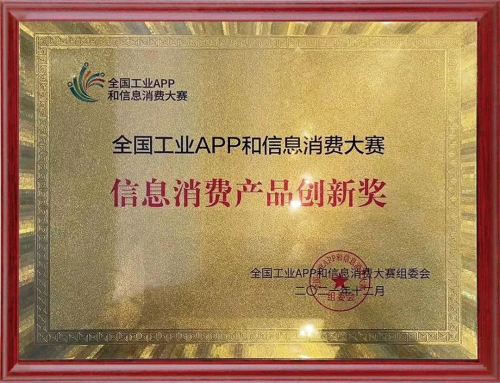 全国工业APP
和信息消费大赛
全国工业APP和信息消费大赛
信息消费产品创新奖
全国工业APP和信息消费大赛组委会
二〇二一年十二月
组委会